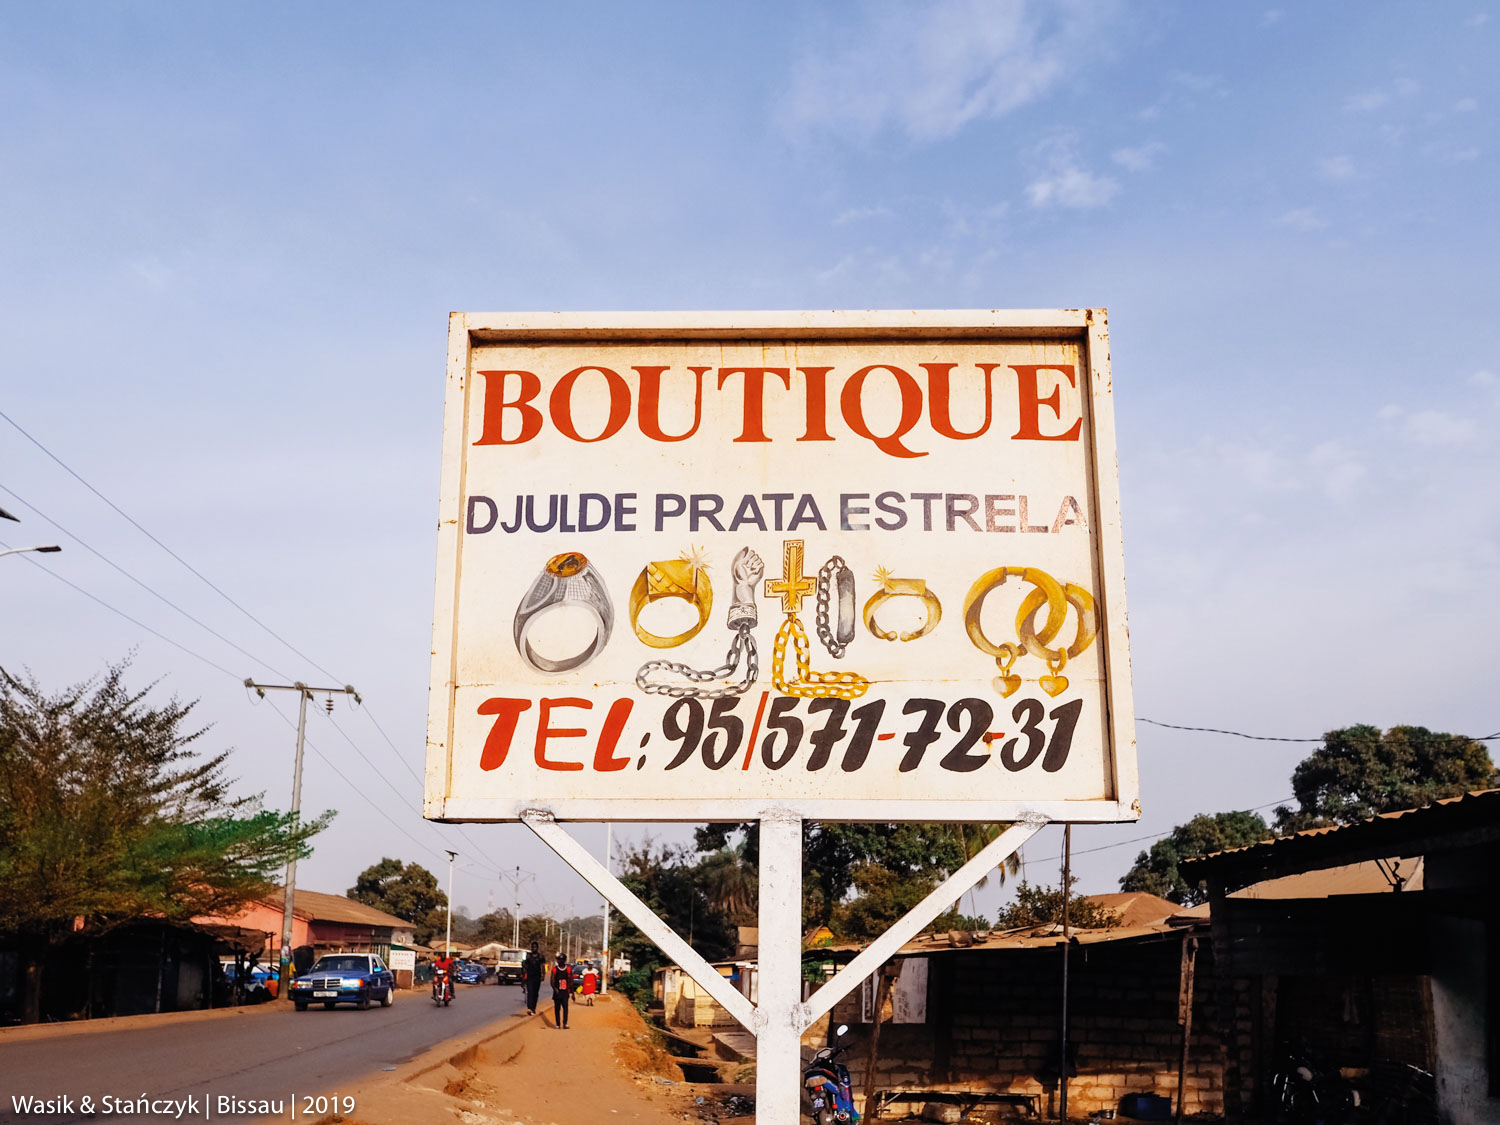 BOUTIQUE
DJULDE PRATA ESTRELA
TEL: 95/571-72-31
Wasik & Stańczyk | Bissau | 2019